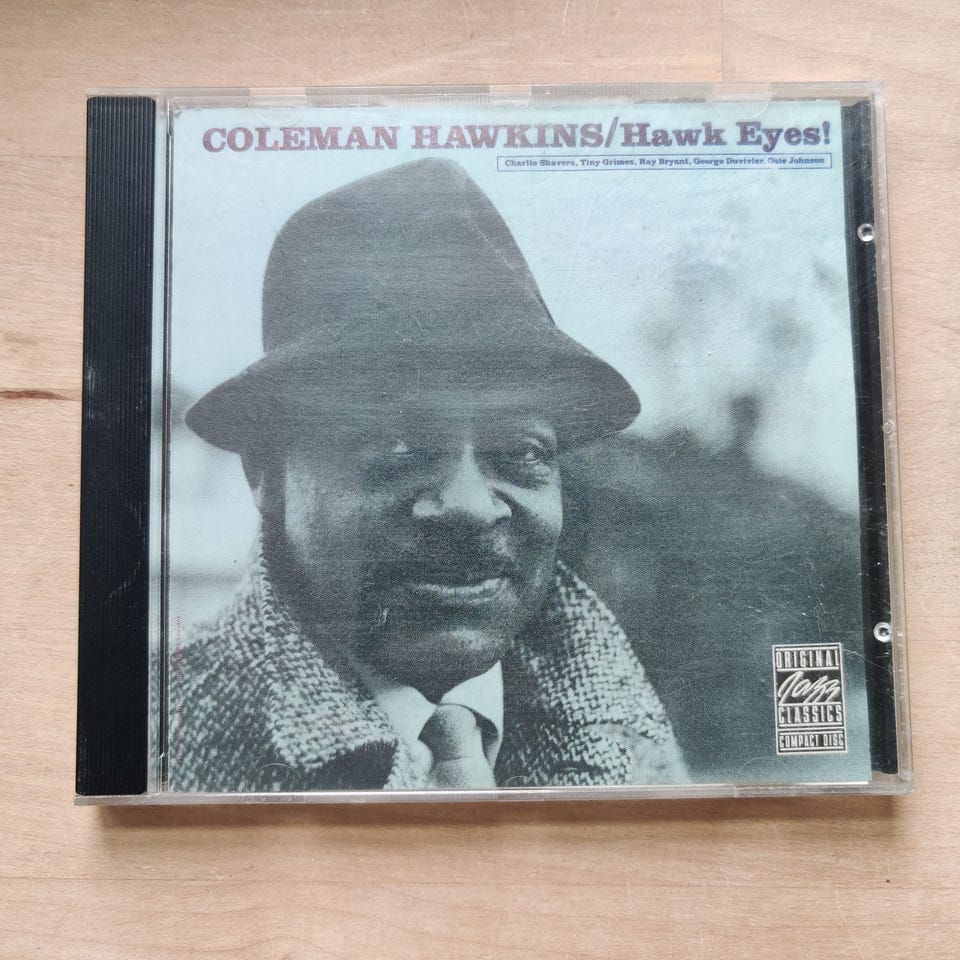 COLEMAN HAWKINS/Hawk Eyes!
Charlie Shavers, Tiny Grimes, Ray Bryant, George Duvivier, Osie Johnson
ORIGINAL
Jazz
CLASSICS
COMPACT DISC